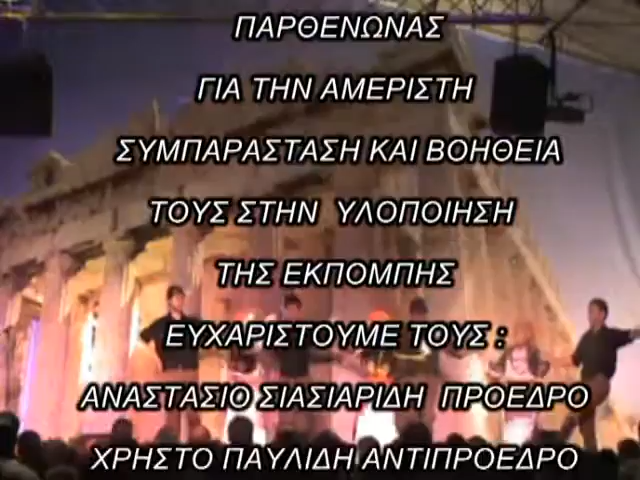 ΠΑΡΘΕΝΩΝΑΣ
ΓΙΑ ΤΗΝ ΑΜΕΡΙΣΤΗ
ΣΥΜΠΑΡΑΣΤΑΣΗ ΚΑΙ ΒΟΗΘΕΙΑ
ΤΟΥΣ ΣΤΗΝ ΥΛΟΠΟΙΗΣΗ
ΤΗΣ ΕΚΠΟΜΠΗΣ
ΕΥΧΑΡΙΣΤΟΥΜΕ ΤΟΥΣ :
ΑΝΑΣΤΑΣΙΟ ΣΙΑΣΙΑΡΙΔΗ ΠΡΟΕΔΡΟ
ΧΡΗΣΤΟ ΠΑΥΛΙΔΗ ΑΝΤΙΠΡΟΕΔΡΟ